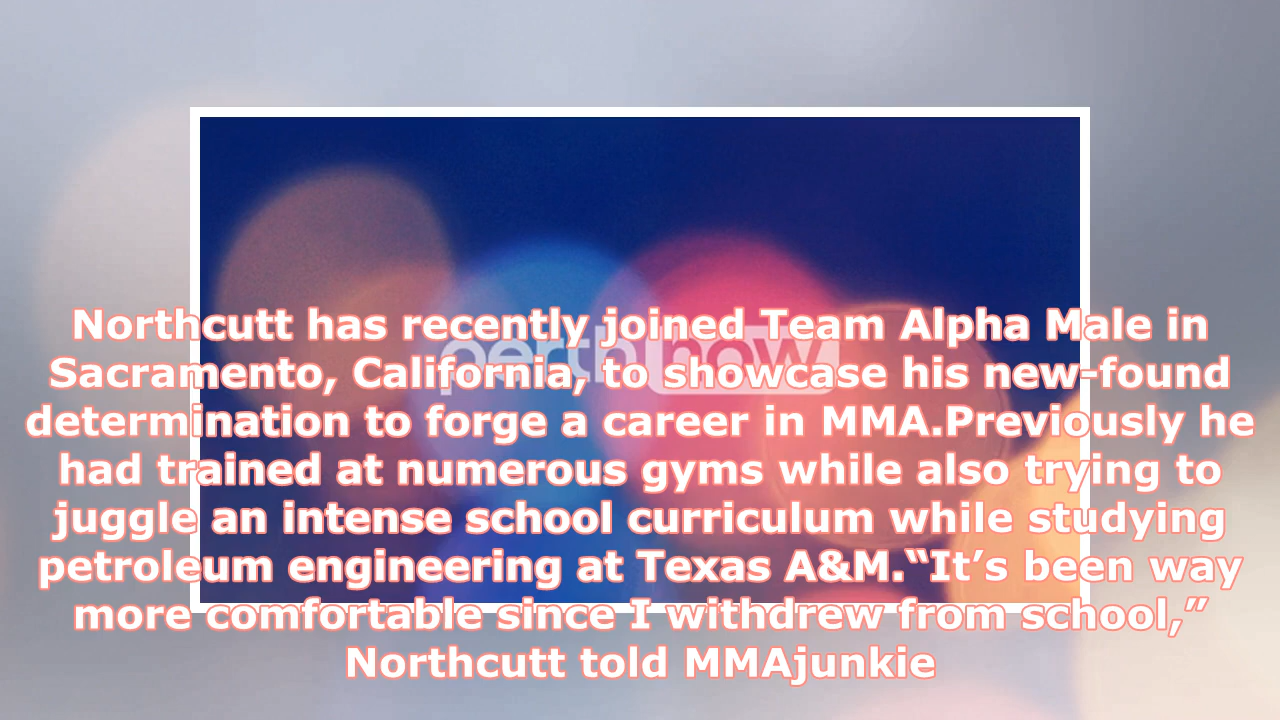 perthnow
Northcutt has recently joined Team Alpha Male in
Sacramento, California, to showcase his new-found
determination to forge a career in MMA.Previously he
had trained at numerous gyms while also trying to
juggle an intense school curriculum while studying
petroleum engineering at Texas A&M.“It’s been way
more comfortable since I withdrew from school,”
Northcutt told MMAjunkie